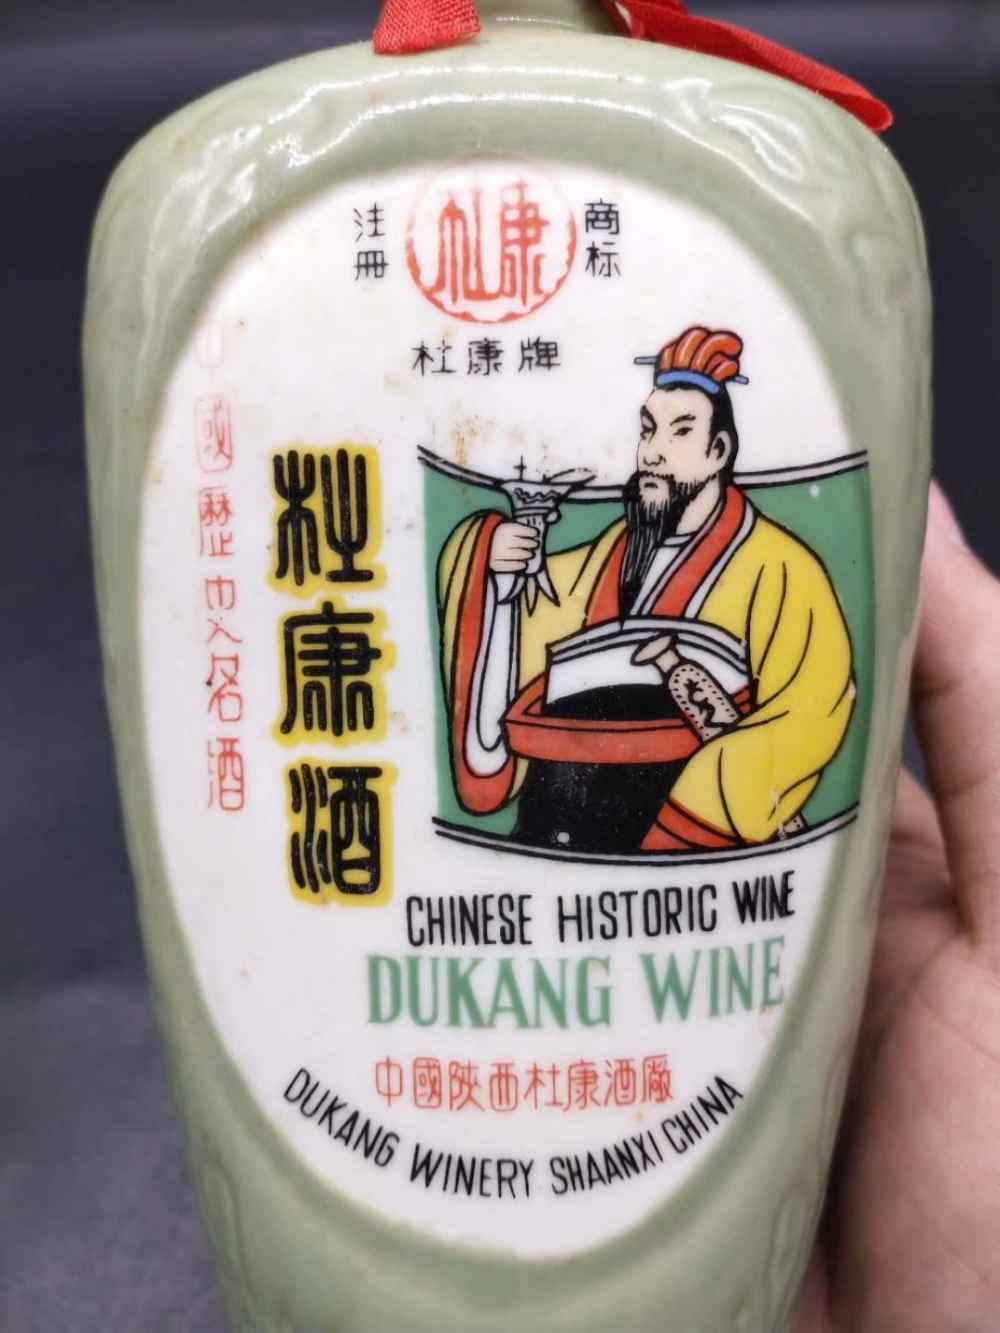 注册
杜康
商标
杜康牌
中國歷史名酒
杜康酒
CHINESE HISTORIC WINE
DUKANG WINE
中國陝西杜康酒廠
DUKANG WINERY SHAANXI CHINA